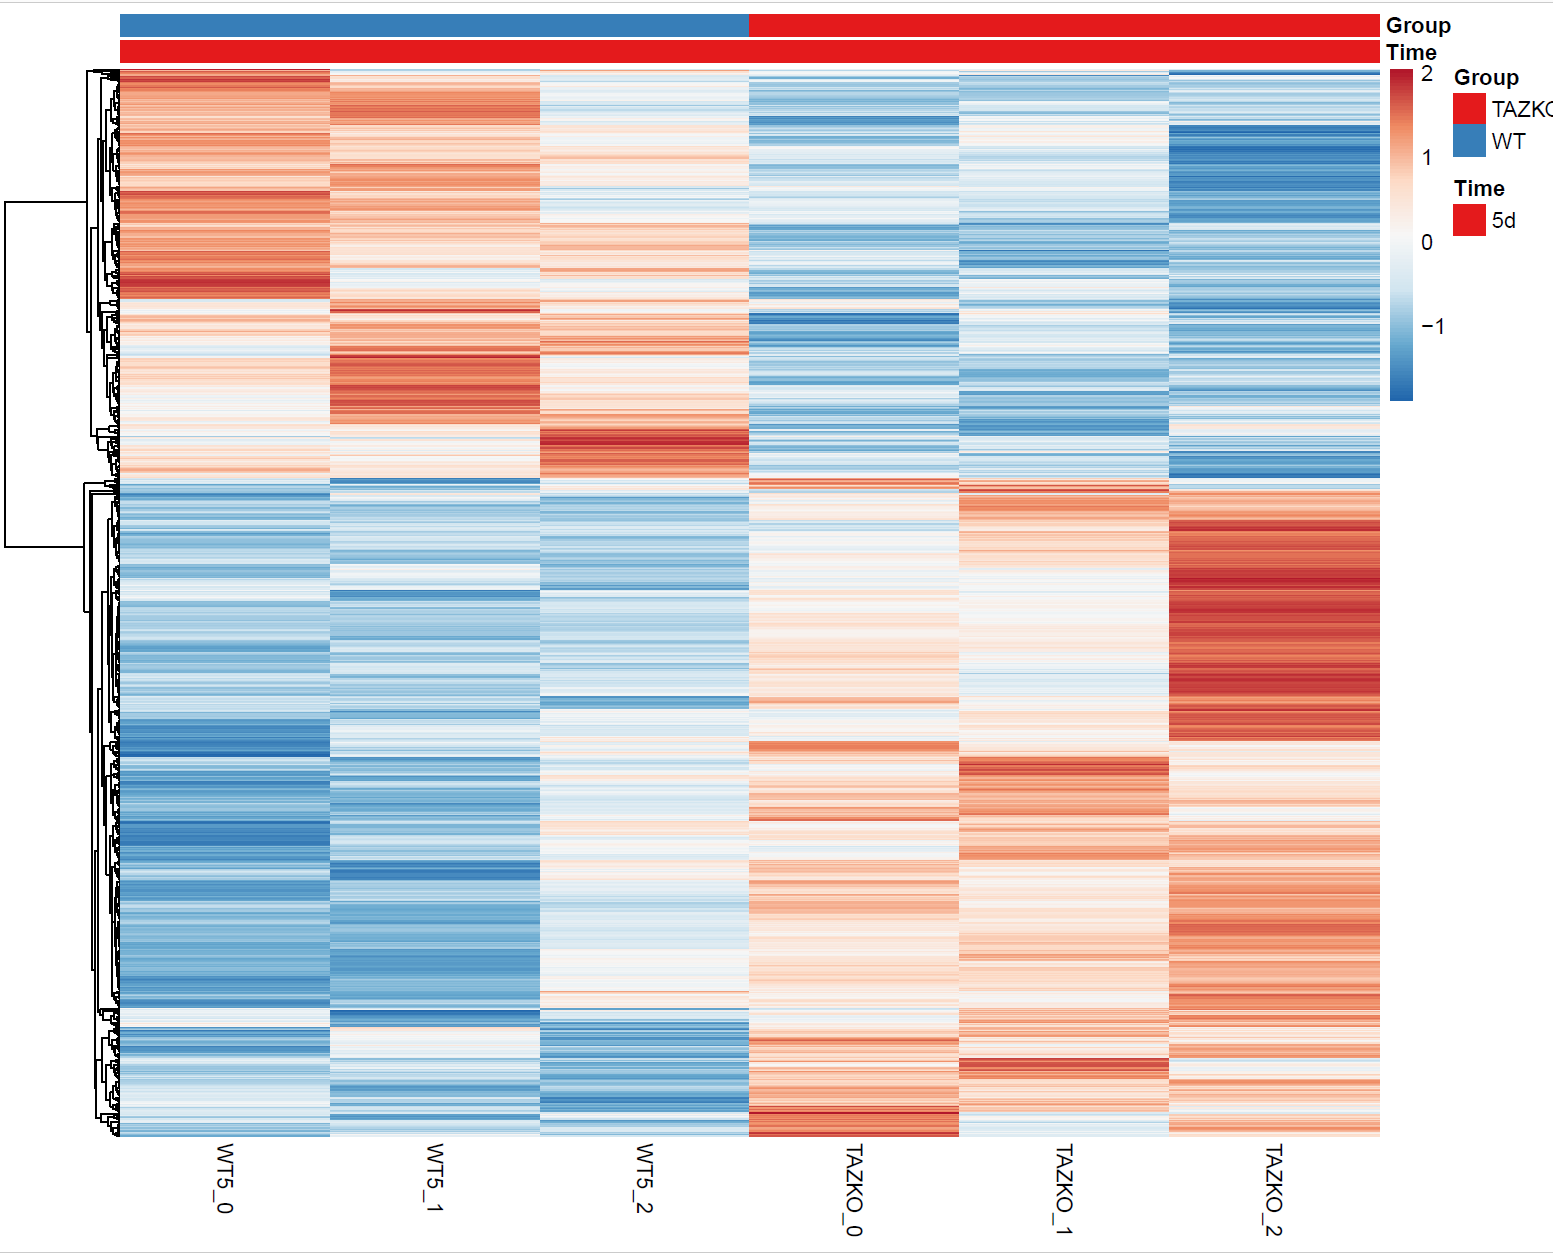 Group
Time
2
1
0
−1
Group
TAZKO
WT
Time
5d
WT5_0
WT5_1
WT5_2
TAZKO_0
TAZKO_1
TAZKO_2